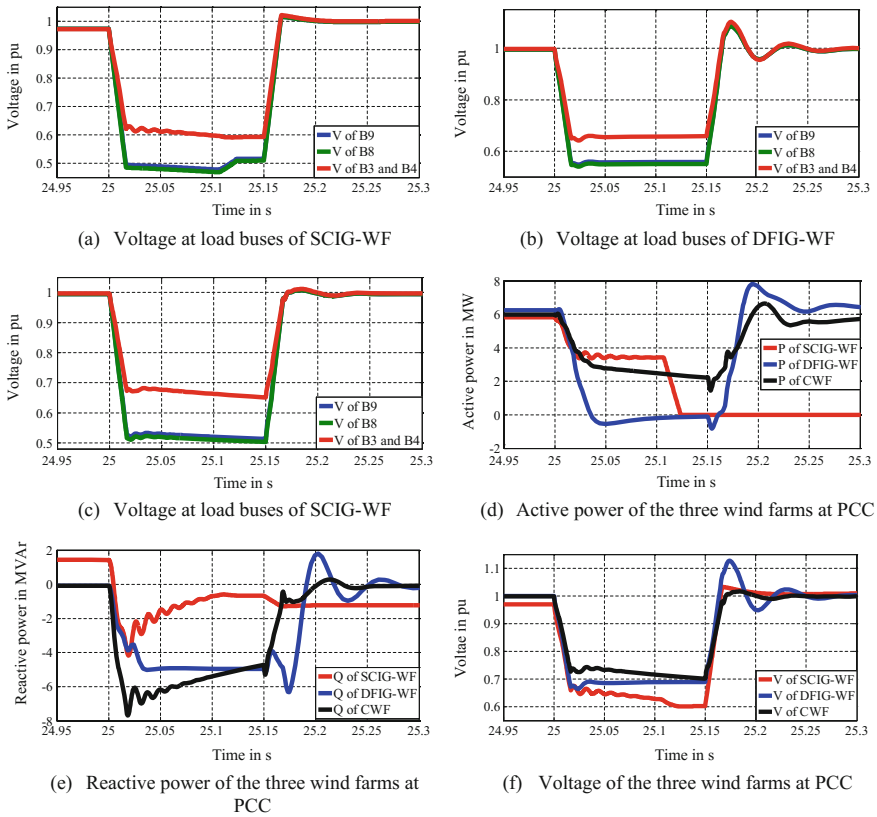 1
0.9
0.8
0.7
0.6
0.5
Voltage in pu
V of B9
V of B8
V of B3 and B4
24.95 25 25.05 25.1 25.15 25.2 25.25 25.3
Time in s
(a) Voltage at load buses of SCIG-WF
1
0.8
0.6
Voltage in pu
V of B9
V of B8
V of B3 and B4
24.95 25 25.05 25.1 25.15 25.2 25.25 25.3
Time in s
(b) Voltage at load buses of DFIG-WF
1
0.9
0.8
0.7
0.6
0.5
Voltage in pu
V of B9
V of B8
V of B3 and B4
24.95 25 25.05 25.1 25.15 25.2 25.25 25.3
Time in s
(c) Voltage at load buses of SCIG-WF
8
6
4
2
0
-2
Active power in MW
P of SCIG-WF
P of DFIG-WF
P of CWF
24.95 25 25.05 25.1 25.15 25.2 25.25 25.3
Time in s
(d) Active power of the three wind farms at PCC
2
0
-2
-4
-6
-8
Reactive power in MVAr
Q of SCIG-WF
Q of DFIG-WF
Q of CWF
24.95 25 25.05 25.1 25.15 25.2 25.25 25.3
Time in s
(e) Reactive power of the three wind farms at
PCC
1.1
1
0.9
0.8
0.7
0.6
Voltae in pu
V of SCIG-WF
V of DFIG-WF
V of CWF
24.95 25 25.05 25.1 25.15 25.2 25.25 25.3
Time in s
(f) Voltage of the three wind farms at PCC